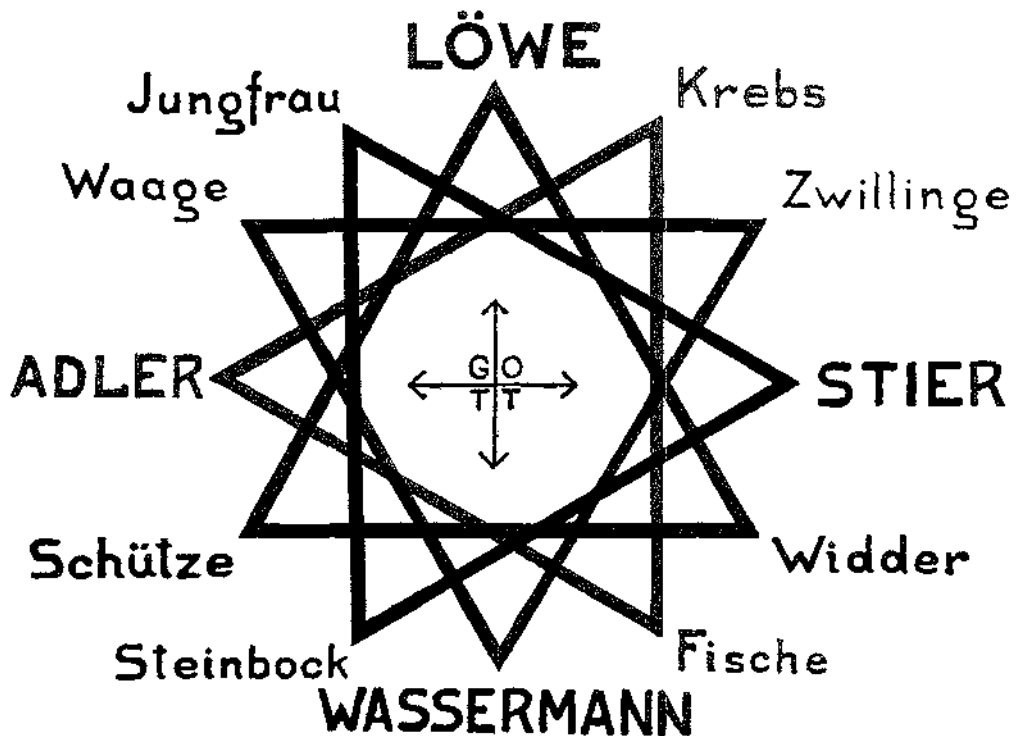 LÖWE
Jungfrau
Krebs
Waage
Zwillinge
G O
T T
ADLER
STIER
Schütze
Widder
Steinbock
Fische
WASSERMANN